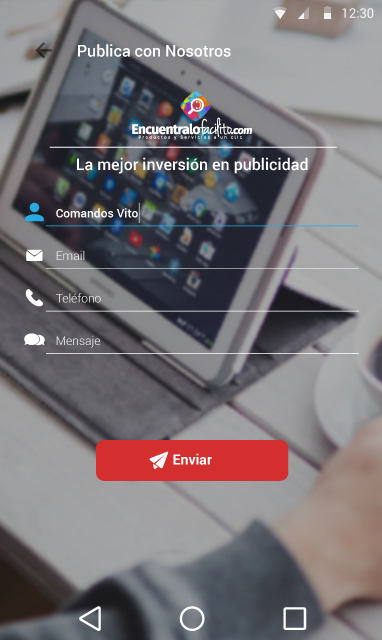 12:30
Publica con Nosotros
Encuentralofacilito.com
Productos y Servicios a un clic
La mejor inversión en publicidad
Comandos Vito
Email
Teléfono
Mensaje
Enviar